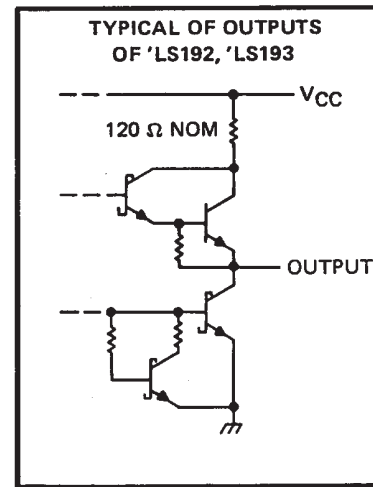 TYPICAL OF OUTPUTS
OF 'LS192, 'LS193
VCC
120 Ω NOM
OUTPUT